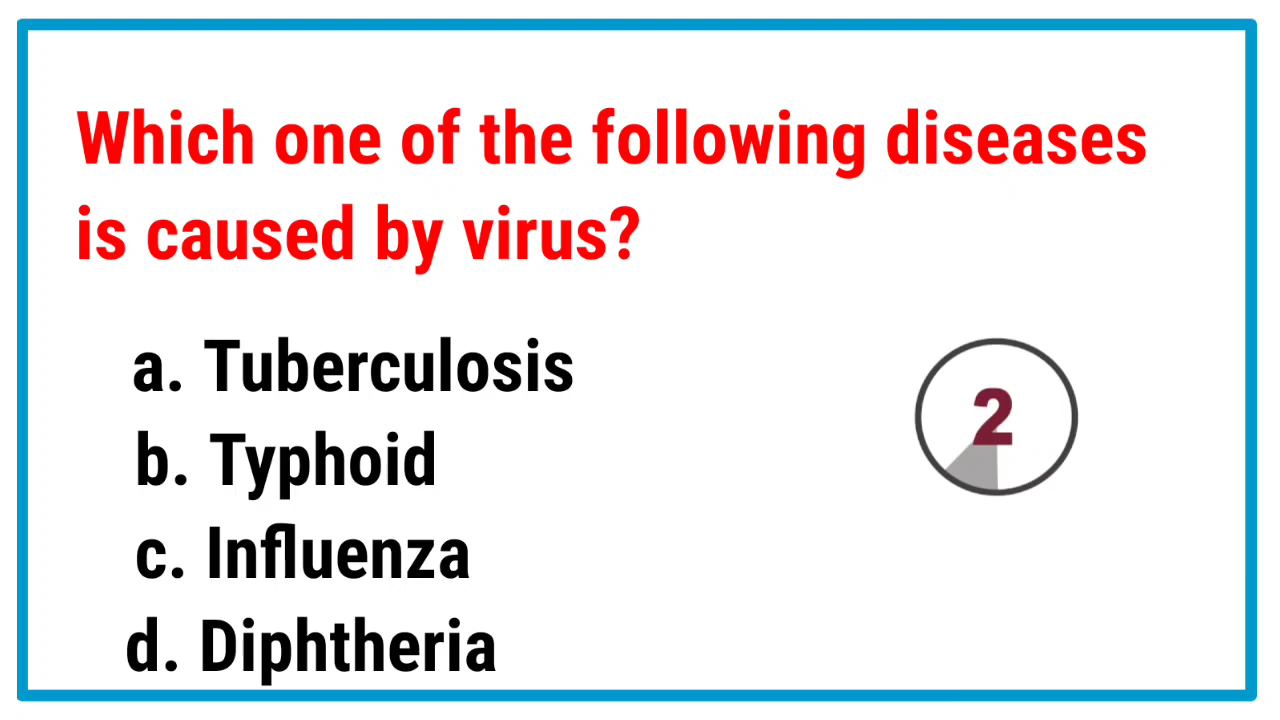 Which one of the following diseases
is caused by virus?
a. Tuberculosis
2
b. Typhoid
c. Influenza
d. Diphtheria